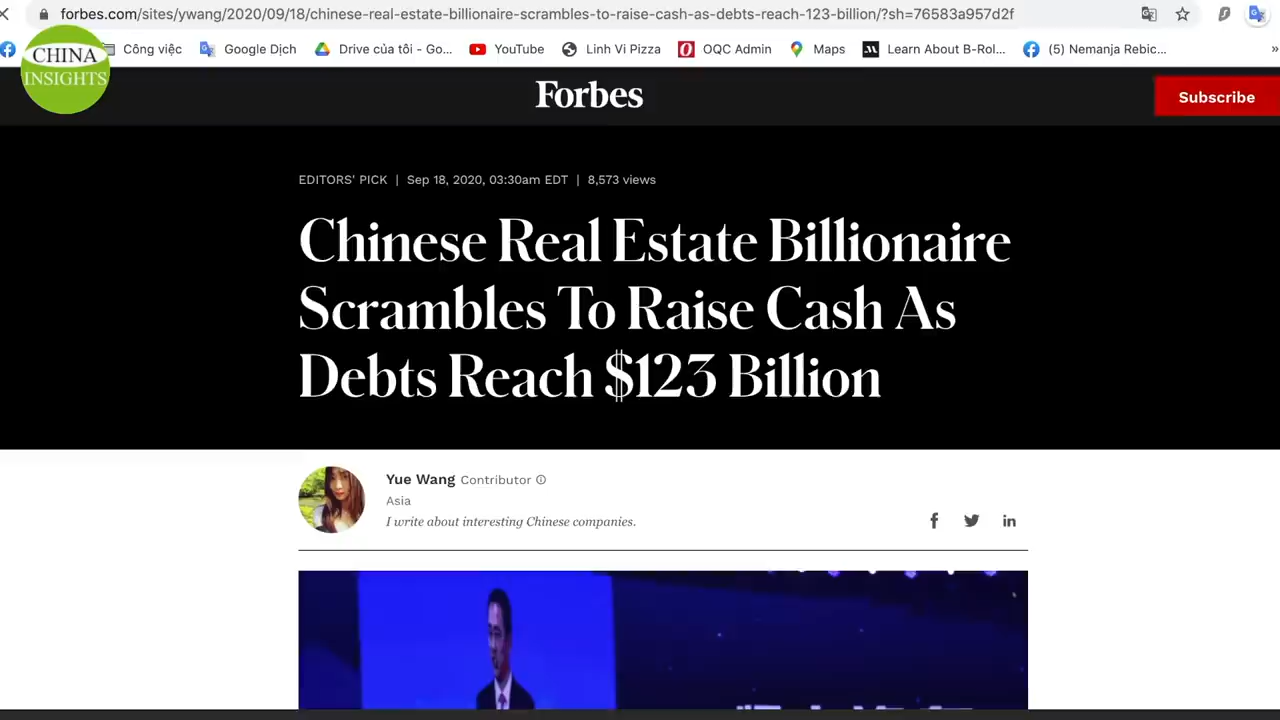 forbes.com/sites/ywang/2020/09/18/chinese-real-estate-billionaire-scrambles-to-raise-cash-as-debts-reach-123-billion/?sh=76583a957d2f
Công việc Google Dịch Drive của tôi - Go... YouTube Linh Vi Pizza OQC Admin Maps Learn About B-Rol... (5) Nemanja Rebic... »
CHINA
INSIGHTS
Forbes
Subscribe
EDITORS' PICK | Sep 18, 2020, 03:30am EDT | 8,573 views
Chinese Real Estate Billionaire
Scrambles To Raise Cash As
Debts Reach $123 Billion
Yue Wang Contributor
Asia
I write about interesting Chinese companies.